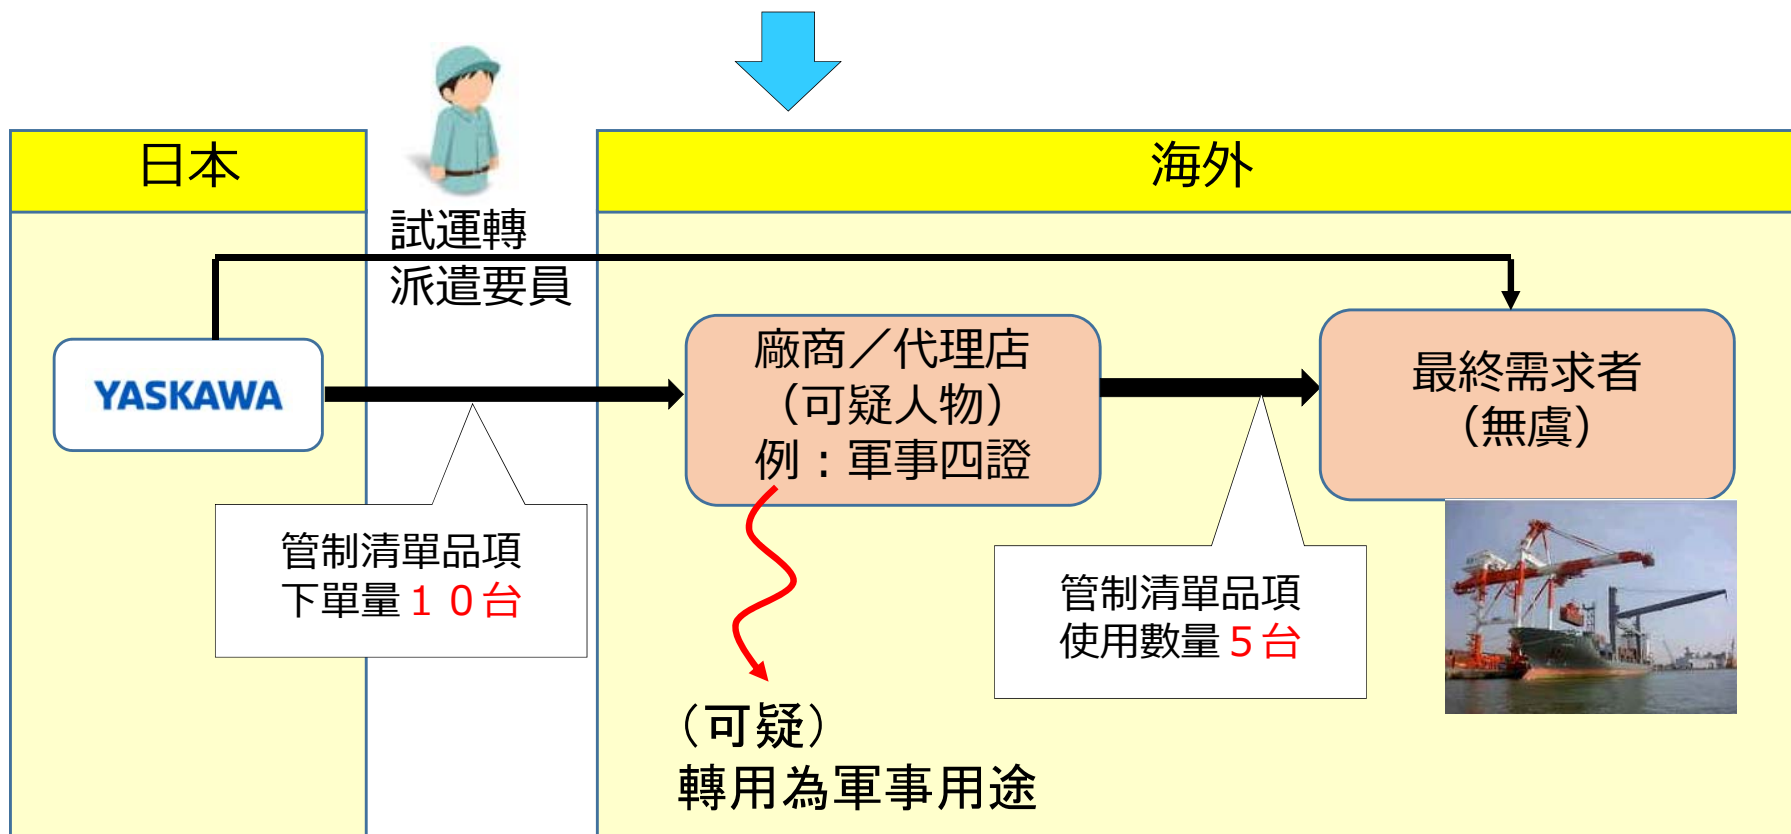 日本
海外
試運轉
派遣要員
YASKAWA
廠商／代理店
（可疑人物）
例：軍事四證
最終需求者
（無虞）
管制清單品項
下單量１０台
管制清單品項
使用數量５台
（可疑）
轉用為軍事用途